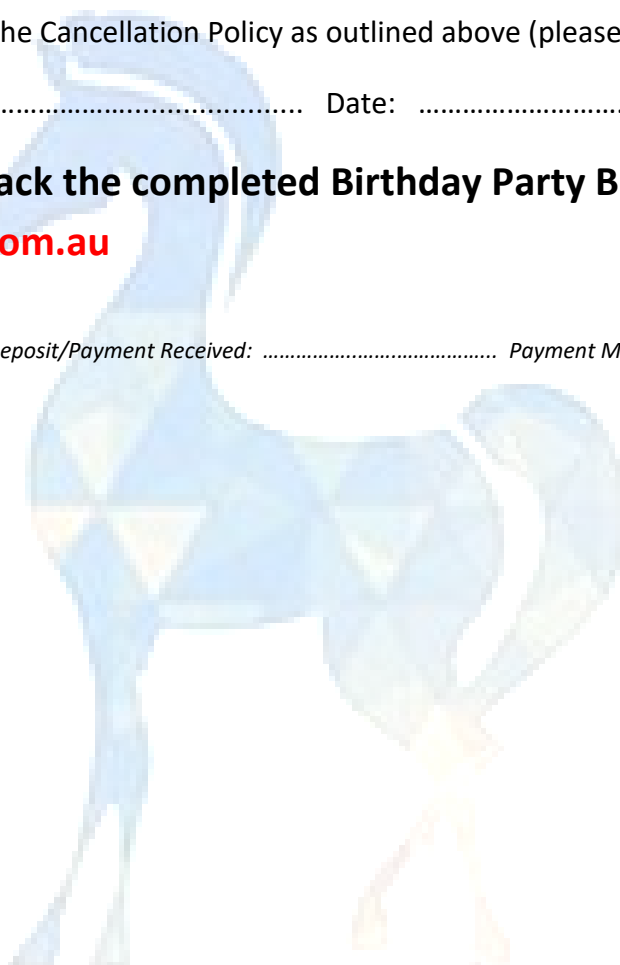 he Cancellation Policy as outlined above (please
……………….................... Date: ………………………
ack the completed Birthday Party B
om.au
eposit/Payment Received: ……………..…………………... Payment M